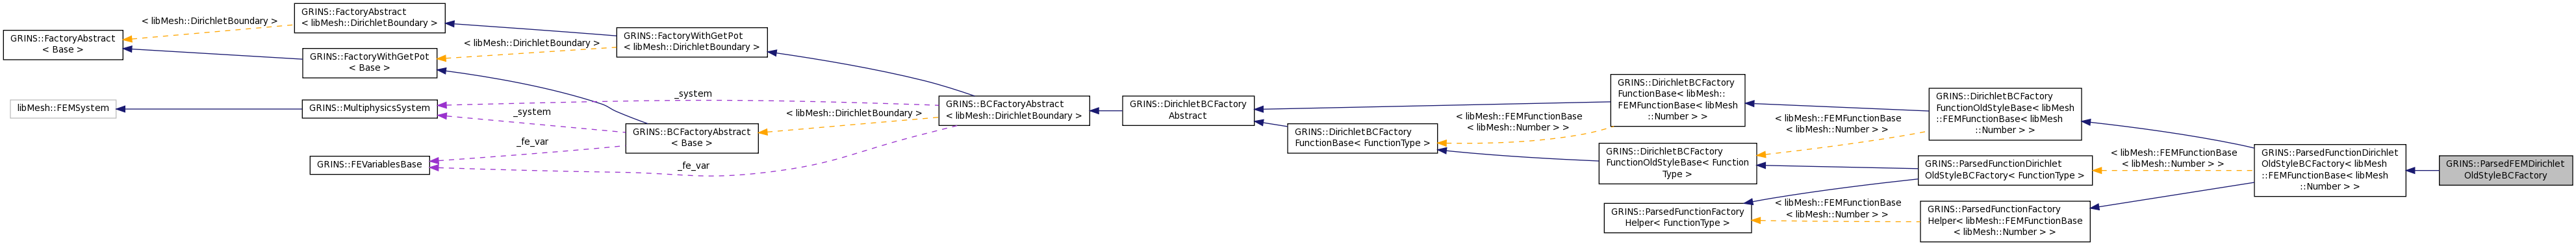 GRINS::FactoryAbstract
< Base >
< libMesh::DirichletBoundary >
GRINS::FactoryAbstract
< libMesh::DirichletBoundary >
GRINS::FactoryWithGetPot
< Base >
< libMesh::DirichletBoundary >
GRINS::FactoryWithGetPot
< libMesh::DirichletBoundary >
libMesh::FEMSystem
GRINS::MultiphysicsSystem
_system
_system
GRINS::FEVariablesBase
_fe_var
_fe_var
GRINS::BCFactoryAbstract
< Base >
< libMesh::DirichletBoundary >
GRINS::BCFactoryAbstract
< libMesh::DirichletBoundary >
GRINS::DirichletBCFactory
Abstract
GRINS::DirichletBCFactory
FunctionBase< FunctionType >
< libMesh::FEMFunctionBase
< libMesh::Number > >
GRINS::DirichletBCFactory
FunctionBase< libMesh::
FEMFunctionBase< libMesh
::Number > >
GRINS::DirichletBCFactory
FunctionOldStyleBase< Function
Type >
< libMesh::FEMFunctionBase
< libMesh::Number > >
GRINS::DirichletBCFactory
FunctionOldStyleBase< libMesh
::FEMFunctionBase< libMesh
::Number > >
GRINS::ParsedFunctionDirichlet
OldStyleBCFactory< FunctionType >
GRINS::ParsedFunctionFactory
Helper< FunctionType >
< libMesh::FEMFunctionBase
< libMesh::Number > >
GRINS::ParsedFunctionFactory
Helper< libMesh::FEMFunctionBase
< libMesh::Number > >
< libMesh::FEMFunctionBase
< libMesh::Number > >
GRINS::ParsedFunctionDirichlet
OldStyleBCFactory< libMesh
::FEMFunctionBase< libMesh
::Number > >
GRINS::ParsedFEMDirichlet
OldStyleBCFactory